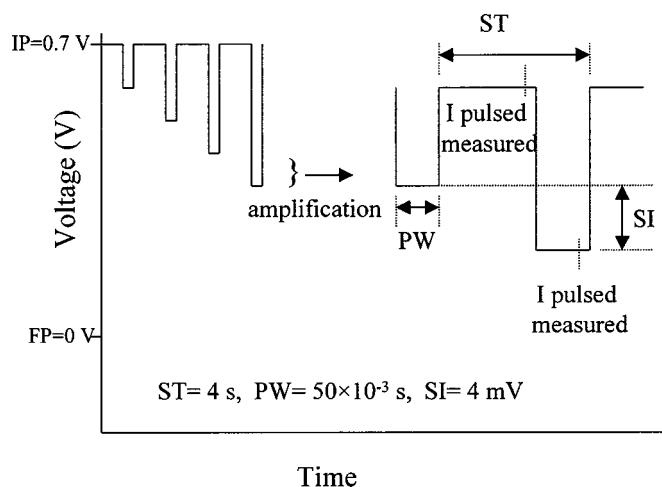 IP=0.7 V
Voltage (V)
FP=0 V
} amplification
ST
I pulsed
measured
PW
SI
I pulsed
measured
ST= 4 s, PW= 50×10⁻³ s, SI= 4 mV
Time